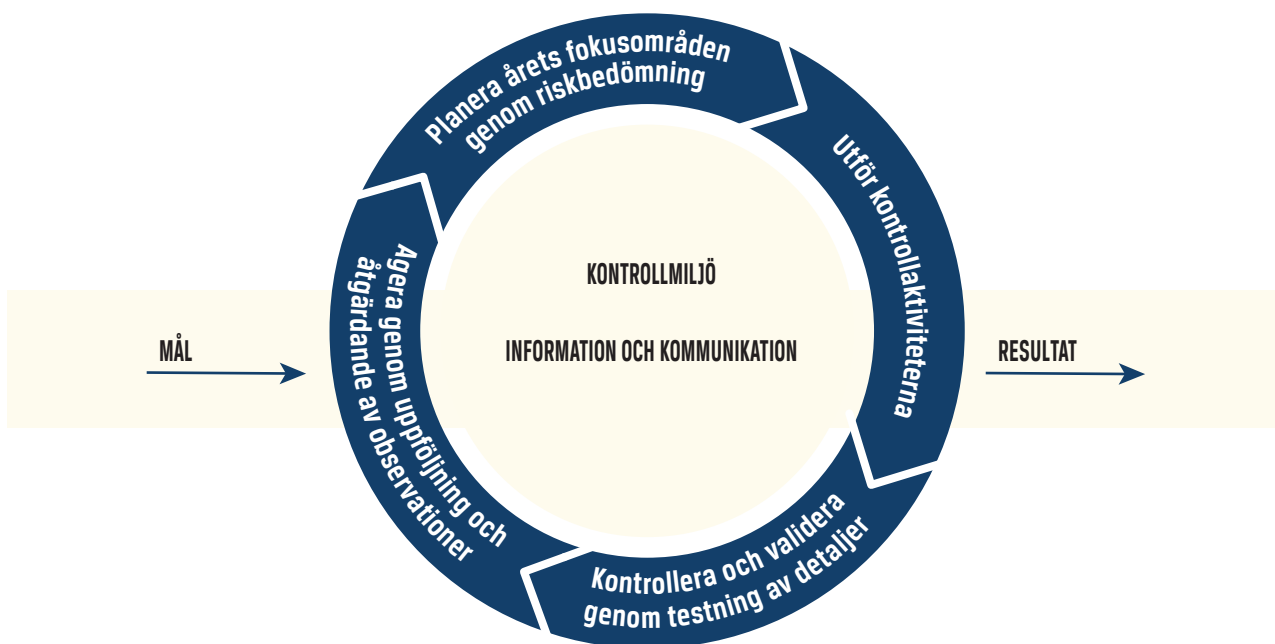 Planera årets fokusområden
genom riskbedömning
Utför kontrollaktiviteterna
Kontrollera och validera
genom testning av detaljer
Agera genom uppföljning och
åtgärdande av observationer
KONTROLLMILJÖ
MÅL
INFORMATION OCH KOMMUNIKATION
RESULTAT